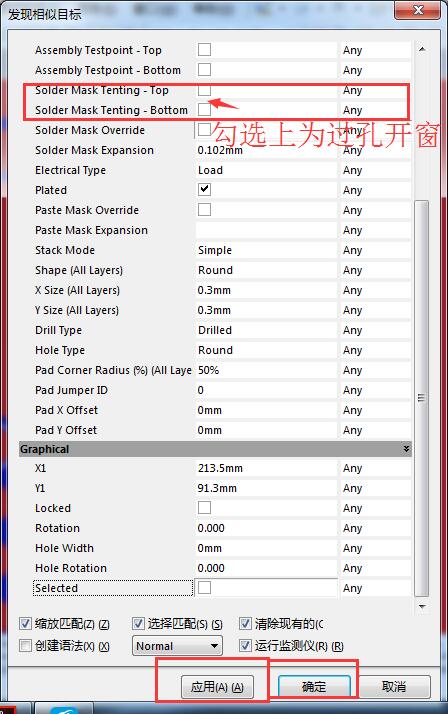 发现相似目标
Assembly Testpoint - Top Any
Assembly Testpoint - Bottom Any
Solder Mask Tenting - Top Any
Solder Mask Tenting - Bottom Any
Solder Mask Override Any
勾选上为过孔开窗
Solder Mask Expansion 0.102mm Any
Electrical Type Load Any
Plated Any
Paste Mask Override Any
Paste Mask Expansion Any
Stack Mode Simple Any
Shape (All Layers) Round Any
X Size (All Layers) 0.3mm Any
Y Size (All Layers) 0.3mm Any
Drill Type Drilled Any
Hole Type Round Any
Pad Corner Radius (%) (All Laye 50% Any
Pad Jumper ID 0 Any
Pad X Offset 0mm Any
Pad Y Offset 0mm Any
Graphical
X1 213.5mm Any
Y1 91.3mm Any
Locked Any
Rotation 0.000 Any
Hole Width 0mm Any
Hole Rotation 0.000 Any
Selected Any
缩放匹配(Z) (Z) 选择匹配(S) (S) 清除现有的(C
创建语法(X) (X) Normal 运行监测仪(R) (R)
应用(A) (A) 确定 取消